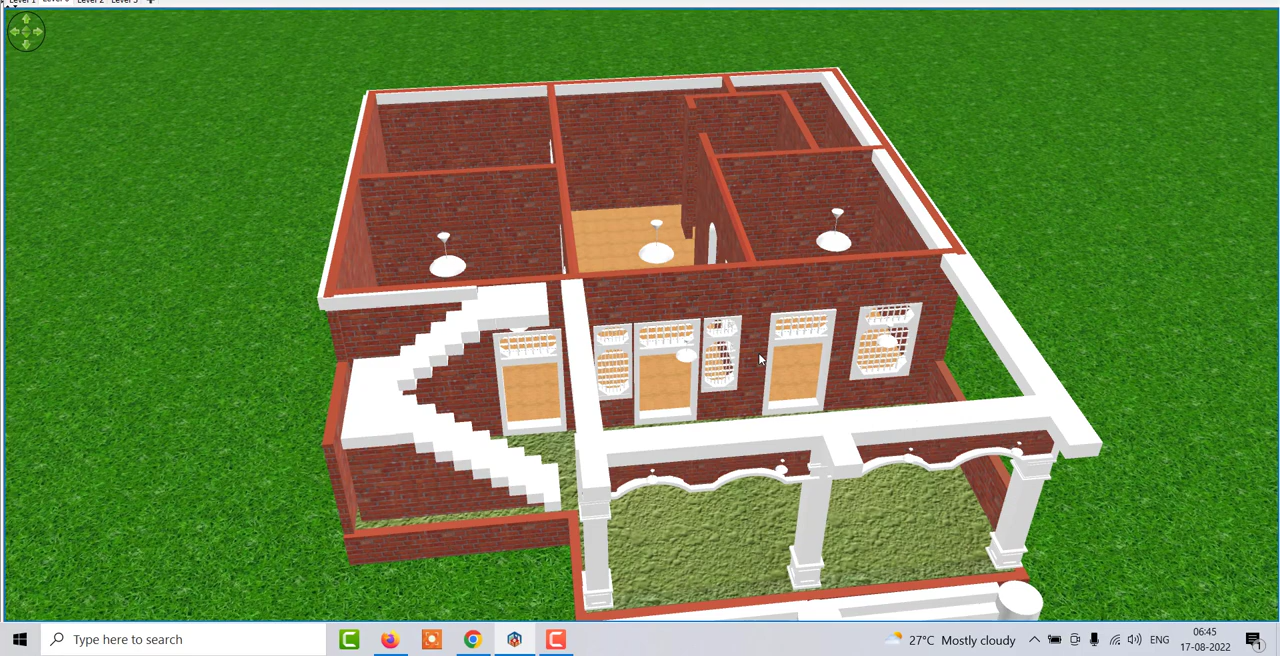 Level 1
Level 2
Level 3
Type here to search
27°C Mostly cloudy
ENG
06:45
17-08-2022
1